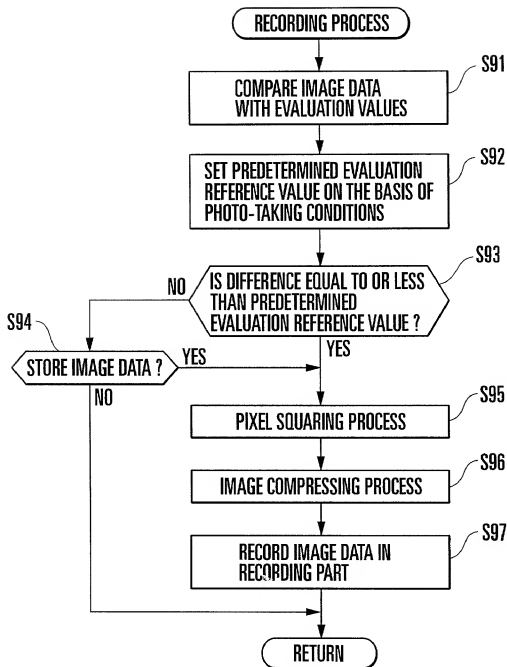 RECORDING PROCESS
S91
COMPARE IMAGE DATA
WITH EVALUATION VALUES
S92
SET PREDETERMINED EVALUATION
REFERENCE VALUE ON THE BASIS OF
PHOTO-TAKING CONDITIONS
S93
IS DIFFERENCE EQUAL TO OR LESS
THAN PREDETERMINED
EVALUATION REFERENCE VALUE ?
NO
YES
S94
STORE IMAGE DATA ?
YES
NO
S95
PIXEL SQUARING PROCESS
S96
IMAGE COMPRESSING PROCESS
S97
RECORD IMAGE DATA IN
RECORDING PART
RETURN